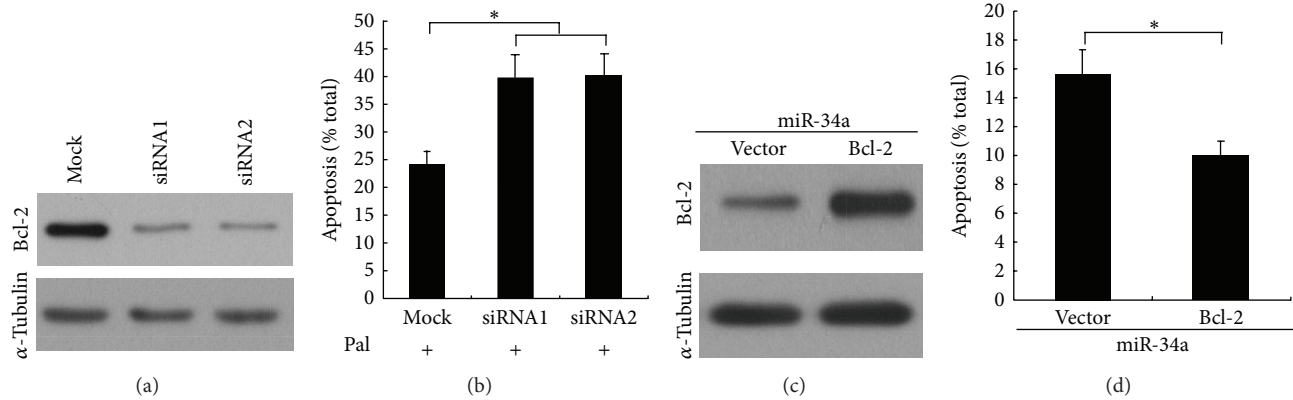 Mock
siRNA1
siRNA2
Bcl-2
α-Tubulin
(a)
Apoptosis (% total)
50
45
40
35
30
25
20
15
10
5
0
*
Mock siRNA1 siRNA2
Pal + + +
(b)
miR-34a
Vector Bcl-2
Bcl-2
α-Tubulin
(c)
Apoptosis (% total)
20
18
16
14
12
10
8
6
4
2
0
*
Vector Bcl-2
miR-34a
(d)